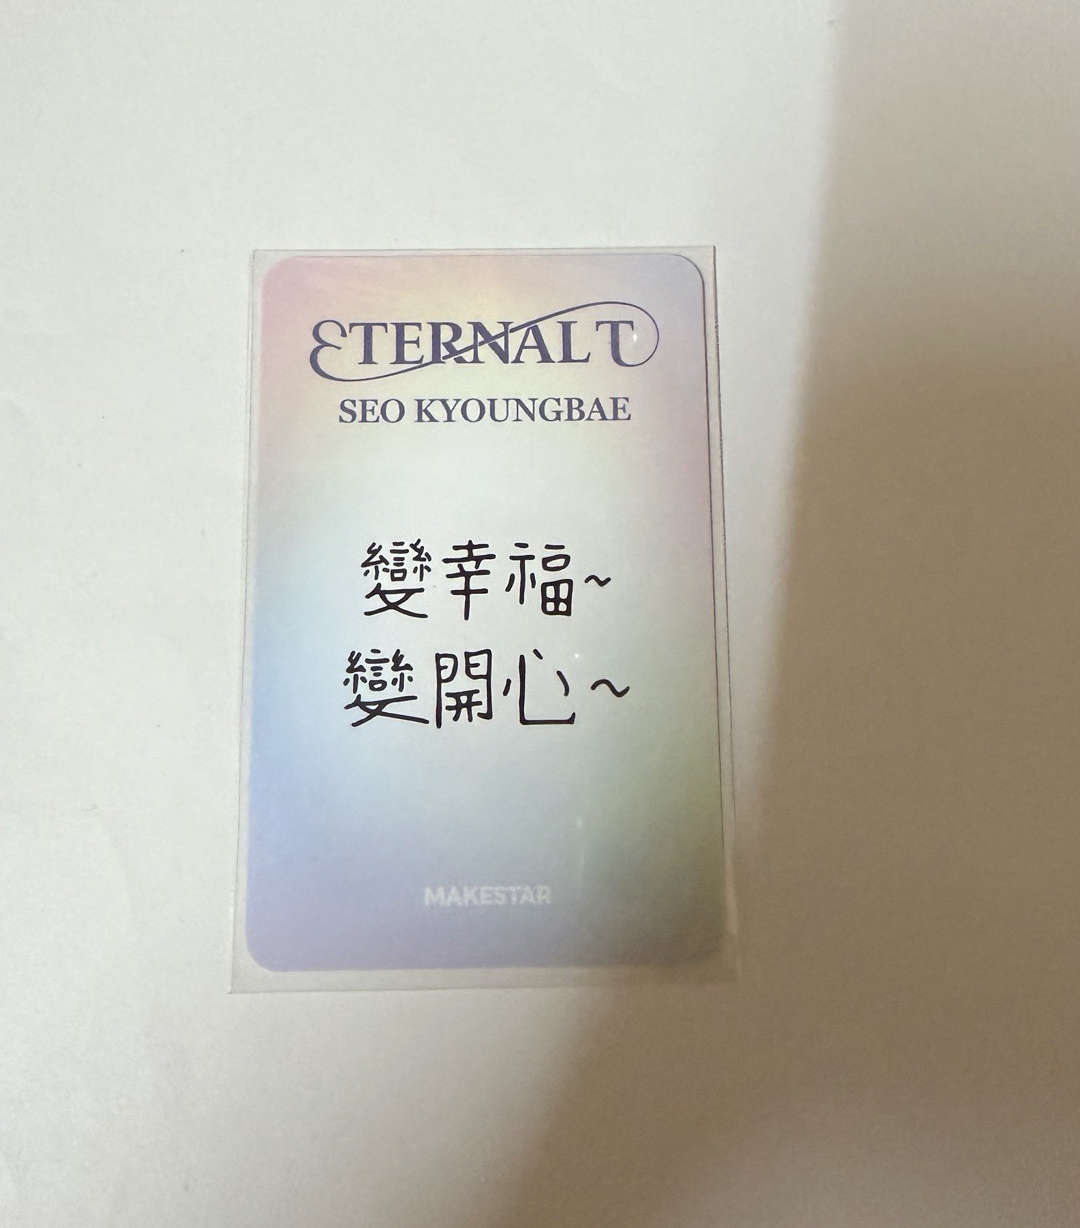 ETERNAL T
SEO KYOUNGBAE
變幸福~
變開心~
MAKESTAR